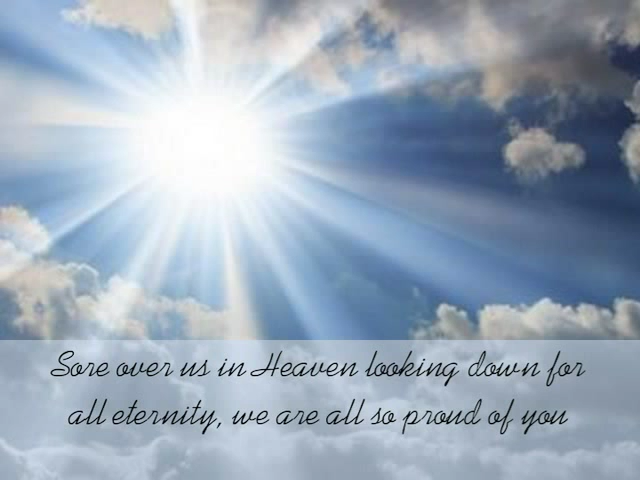 Sore over us in Heaven looking down for
all eternity, we are all so proud of you